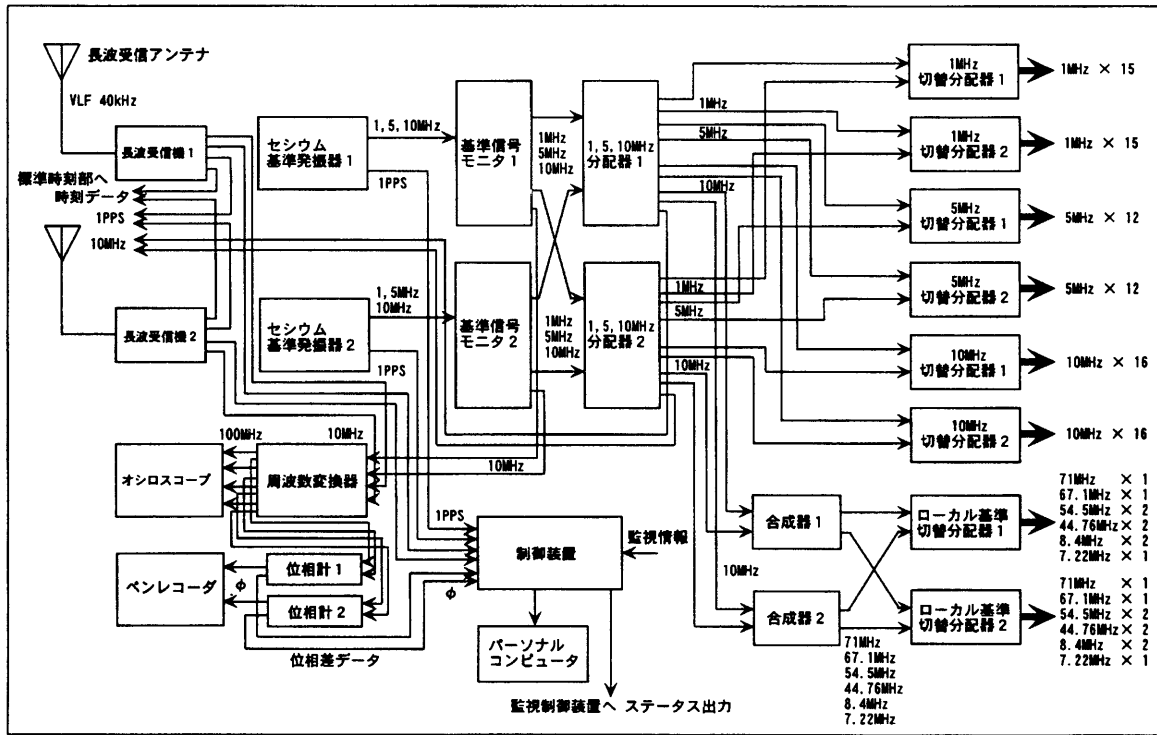 長波受信アンテナ
VLF 40kHz
長波受信機1
標準時刻部へ
時刻データ
1PPS
10MHz
長波受信機2
セシウム
基準発振器1
1,5,10MHz
1PPS
セシウム
基準発振器2
1,5MHz
10MHz
1PPS
基準信号
モニタ1
基準信号
モニタ2
1MHz
5MHz
10MHz
1MHz
5MHz
10MHz
1,5,10MHz
分配器1
1,5,10MHz
分配器2
1MHz
5MHz
10MHz
1MHz
5MHz
10MHz
1MHz
切替分配器1
1MHz × 15
1MHz
切替分配器2
1MHz × 15
5MHz
切替分配器1
5MHz × 12
5MHz
切替分配器2
5MHz × 12
10MHz
切替分配器1
10MHz × 16
10MHz
切替分配器2
10MHz × 16
オシロスコープ
100MHz
10MHz
周波数変換器
10MHz
ペンレコーダ
φ
位相計1
位相計2
位相差データ
1PPS
制御装置
φ
監視情報
パーソナル
コンピュータ
監視制御装置へ ステータス出力
10MHz
合成器1
合成器2
71MHz
67.1MHz
54.5MHz
44.76MHz
8.4MHz
7.22MHz
ローカル基準
切替分配器1
71MHz × 1
67.1MHz × 1
54.5MHz × 2
44.76MHz × 2
8.4MHz × 2
7.22MHz × 1
ローカル基準
切替分配器2
71MHz × 1
67.1MHz × 1
54.5MHz × 2
44.76MHz × 2
8.4MHz × 2
7.22MHz × 1